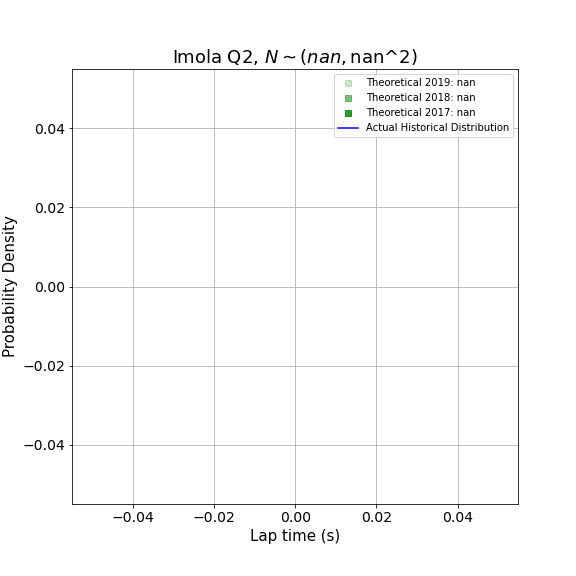 Imola Q2, N ∼ (nan, nan^2)
Theoretical 2019: nan
Theoretical 2018: nan
Theoretical 2017: nan
Actual Historical Distribution
0.04
0.02
0.00
−0.02
−0.04
Probability Density
−0.04 −0.02 0.00 0.02 0.04
Lap time (s)